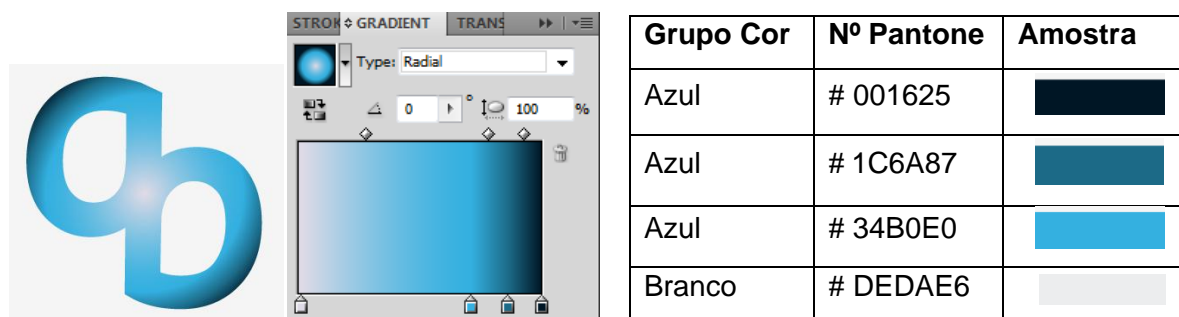 STROK GRADIENT TRANS
Type: Radial
0 ° 100 %
Grupo Cor Nº Pantone Amostra
Azul # 001625
Azul # 1C6A87
Azul # 34B0E0
Branco # DEDAE6